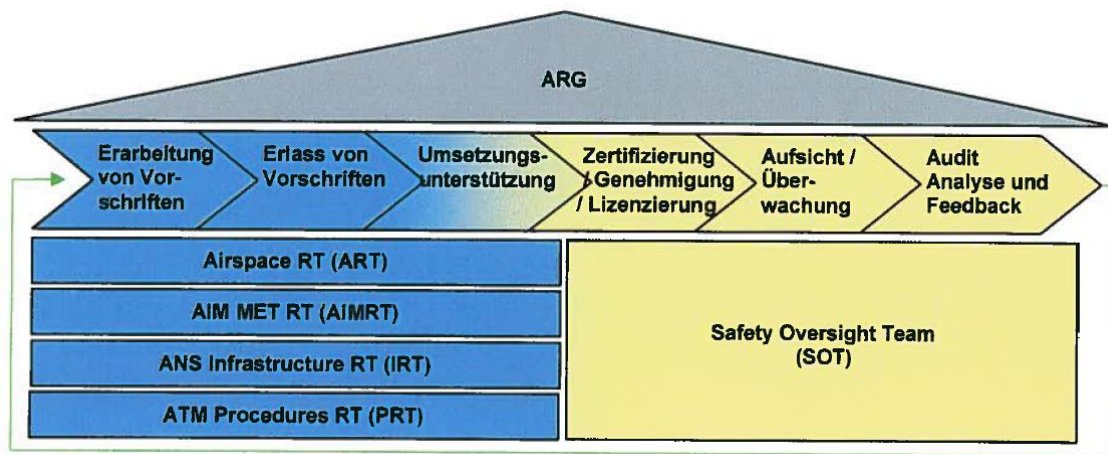 ARG
Erarbeitung
von Vor-
schriften
Erlass von
Vorschriften
Umsetzungs-
unterstützung
Zertifizierung
/ Genehmigung
/ Lizenzierung
Aufsicht /
Über-
wachung
Audit
Analyse und
Feedback
Airspace RT (ART)
AIM MET RT (AIMRT)
ANS Infrastructure RT (IRT)
ATM Procedures RT (PRT)
Safety Oversight Team
(SOT)